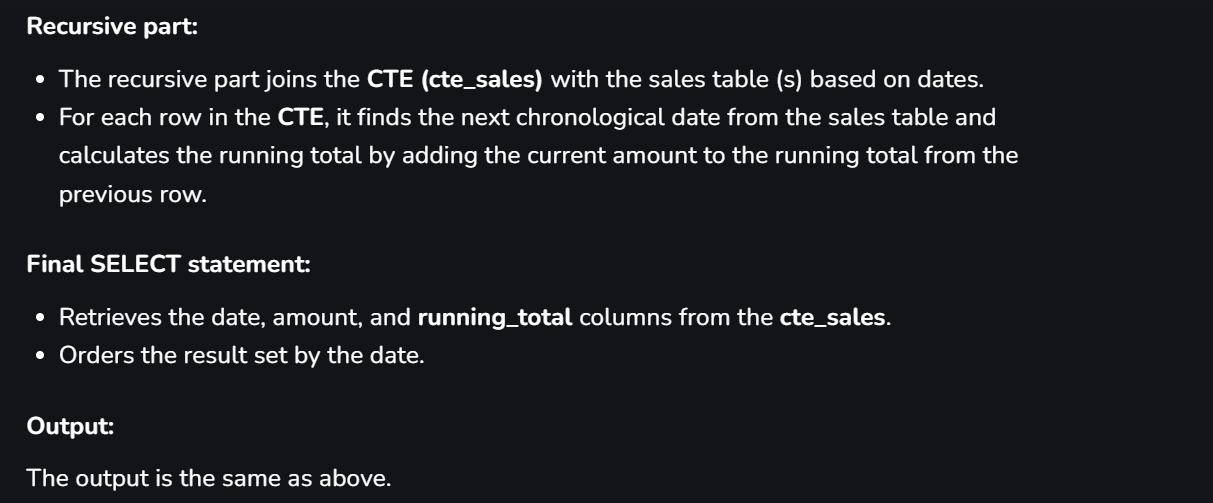 Recursive part:
• The recursive part joins the CTE (cte_sales) with the sales table (s) based on dates.
• For each row in the CTE, it finds the next chronological date from the sales table and
calculates the running total by adding the current amount to the running total from the
previous row.
Final SELECT statement:
• Retrieves the date, amount, and running_total columns from the cte_sales.
• Orders the result set by the date.
Output:
The output is the same as above.